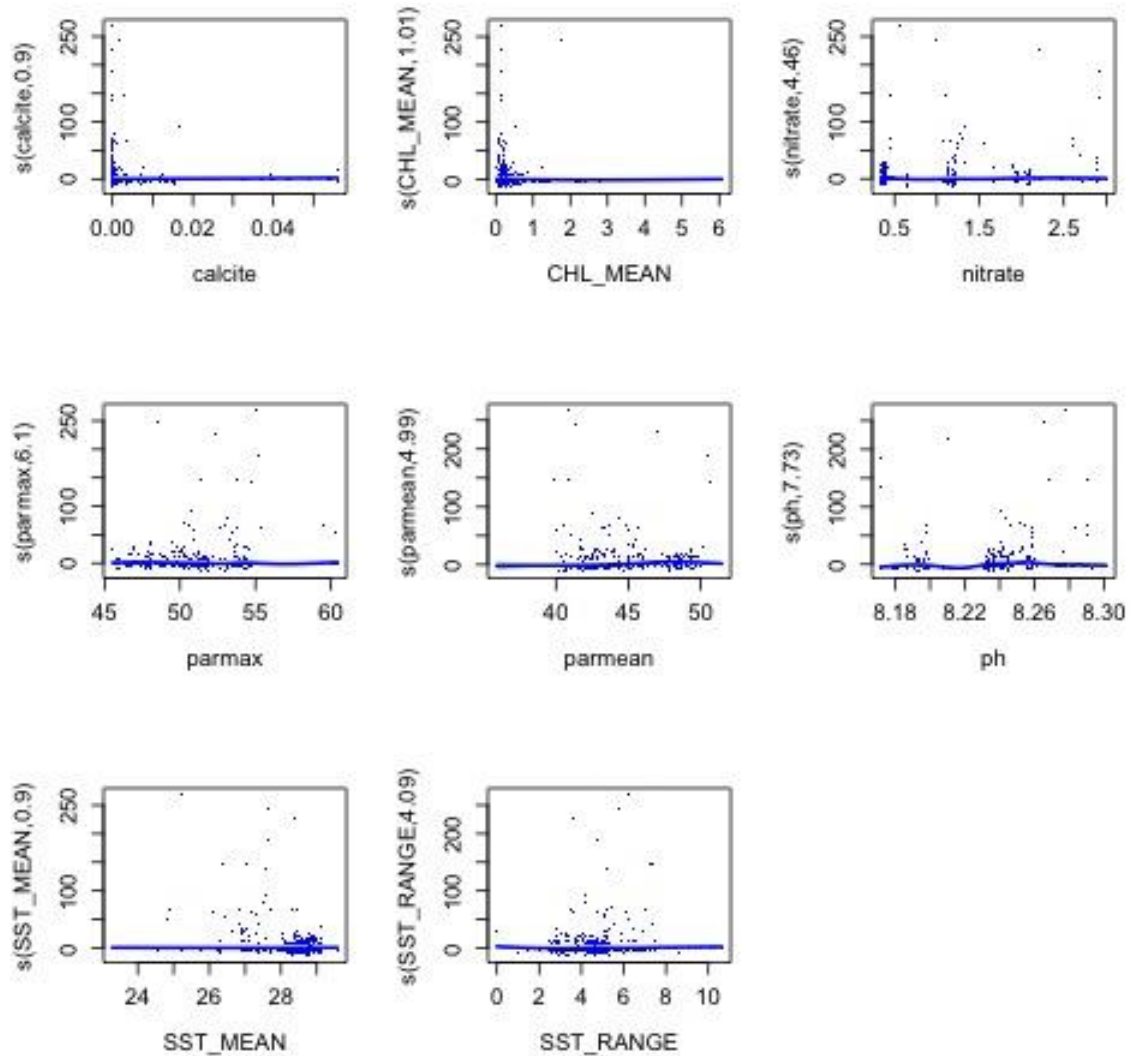 s(calcite,0.9)
250
100
0
0.00 0.02 0.04
calcite
s(CHL_MEAN,1.01)
250
100
0
0 1 2 3 4 5 6
CHL_MEAN
s(nitrate,4.46)
250
100
0
0.5 1.5 2.5
nitrate
s(parmax,6.1)
250
100
0
45 50 55 60
parmax
s(parmean,4.99)
200
100
0
40 45 50
parmean
s(ph,7.73)
200
100
0
8.18 8.22 8.26 8.30
ph
s(SST_MEAN,0.9)
250
100
0
24 26 28
SST_MEAN
s(SST_RANGE,4.09)
200
100
0
0 2 4 6 8 10
SST_RANGE